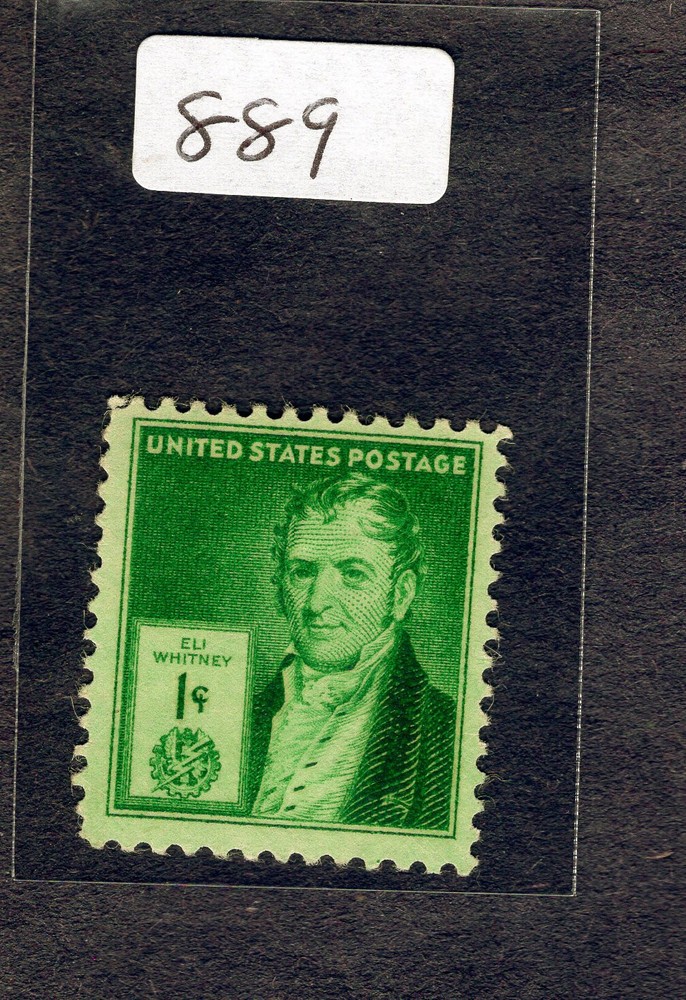 889
UNITED STATES POSTAGE
ELI
WHITNEY
1¢